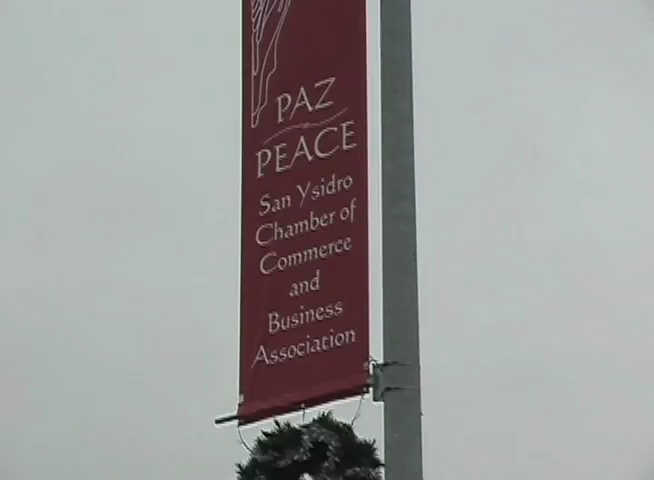 PAZ
PEACE
San Ysidro
Chamber of
Commerce
and
Business
Association